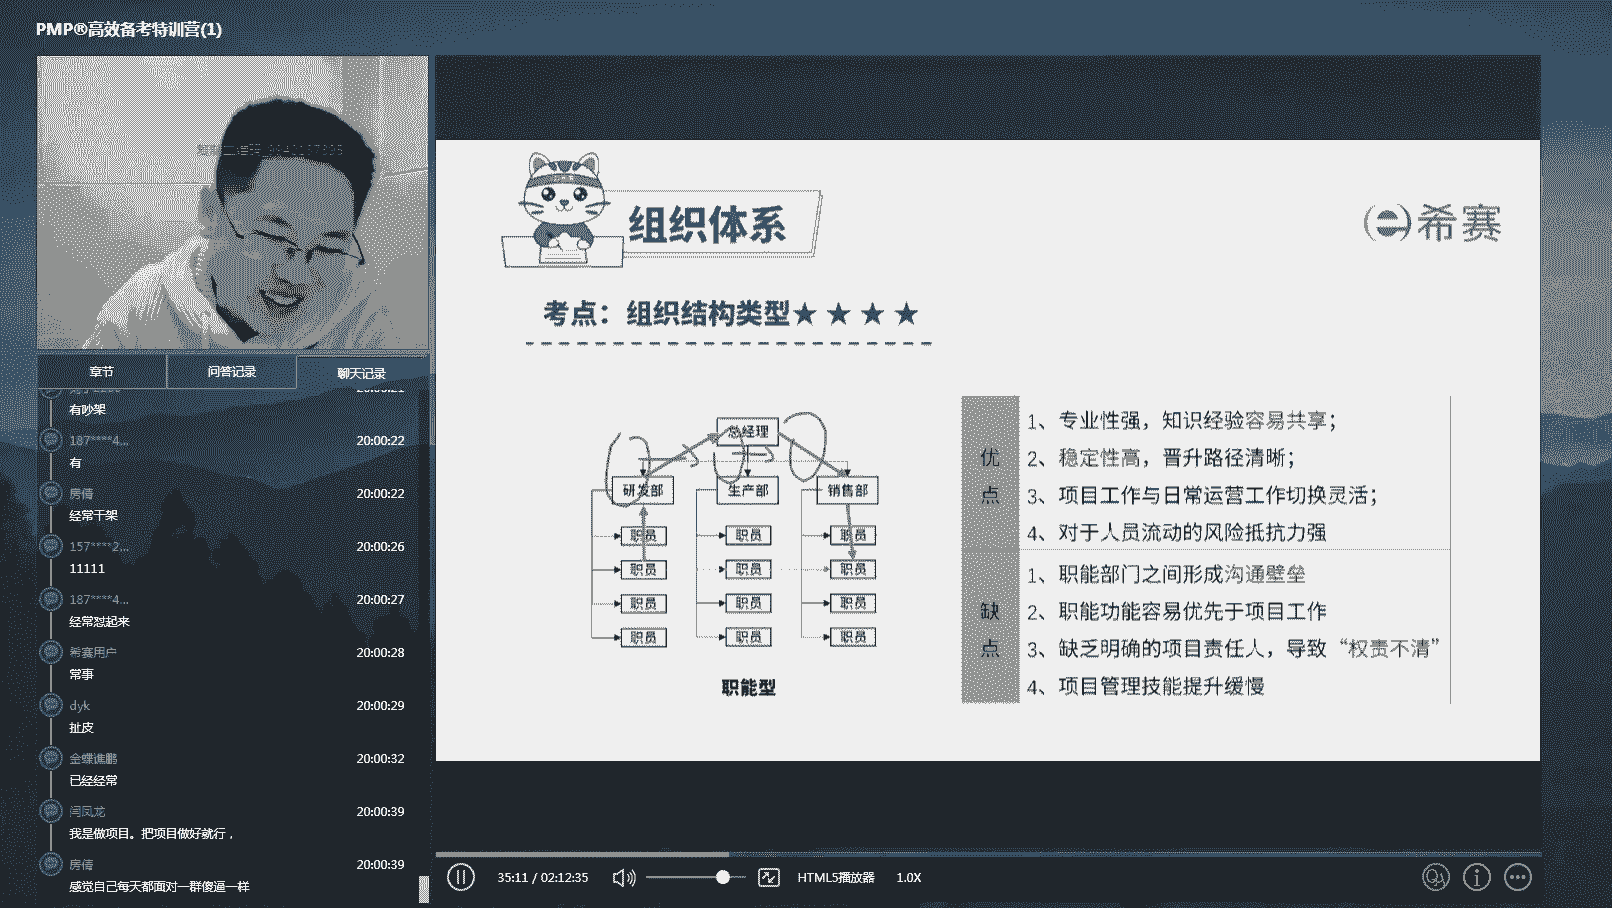 PMP®高效备考特训营(1)
章节
问答记录
聊天记录
有吵架
187****4... 20:00:22
有
房倩 20:00:22
经常干架
157****2... 20:00:26
11111
187****4... 20:00:27
经常怼起来
希赛用户 20:00:28
常事
dyk 20:00:29
扯皮
金蝶谯鹏 20:00:32
已经经常
闫凤龙 20:00:39
我是做项目。把项目做好就行，
房倩 20:00:39
感觉自己每天都面对一群傻逼一样
组织体系
希赛
考点：组织结构类型★★★★
总经理
研发部 生产部 销售部
职员 职员 职员
职员 职员 职员
职员 职员 职员
职员 职员 职员
职能型
优点
1、专业性强，知识经验容易共享；
2、稳定性高，晋升路径清晰；
3、项目工作与日常运营工作切换灵活；
4、对于人员流动的风险抵抗力强
缺点
1、职能部门之间形成沟通壁垒
2、职能功能容易优先于项目工作
3、缺乏明确的项目责任人，导致“权责不清”
4、项目管理技能提升缓慢
35:11 / 02:12:35
HTML5播放器
1.0X